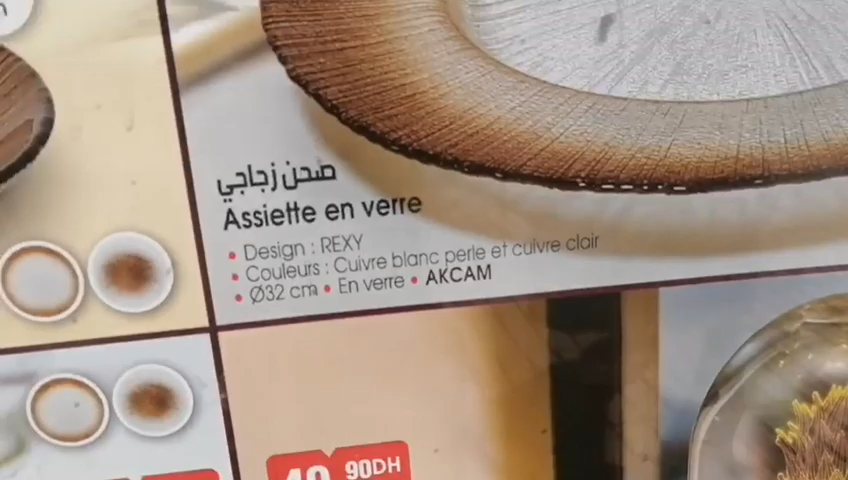 صحن زجاجي
Assiette en verre
• Design : REXY
• Couleurs : Cuivre blanc perle et cuivre clair
• Ø32 cm • En verre • AKCAM
90DH